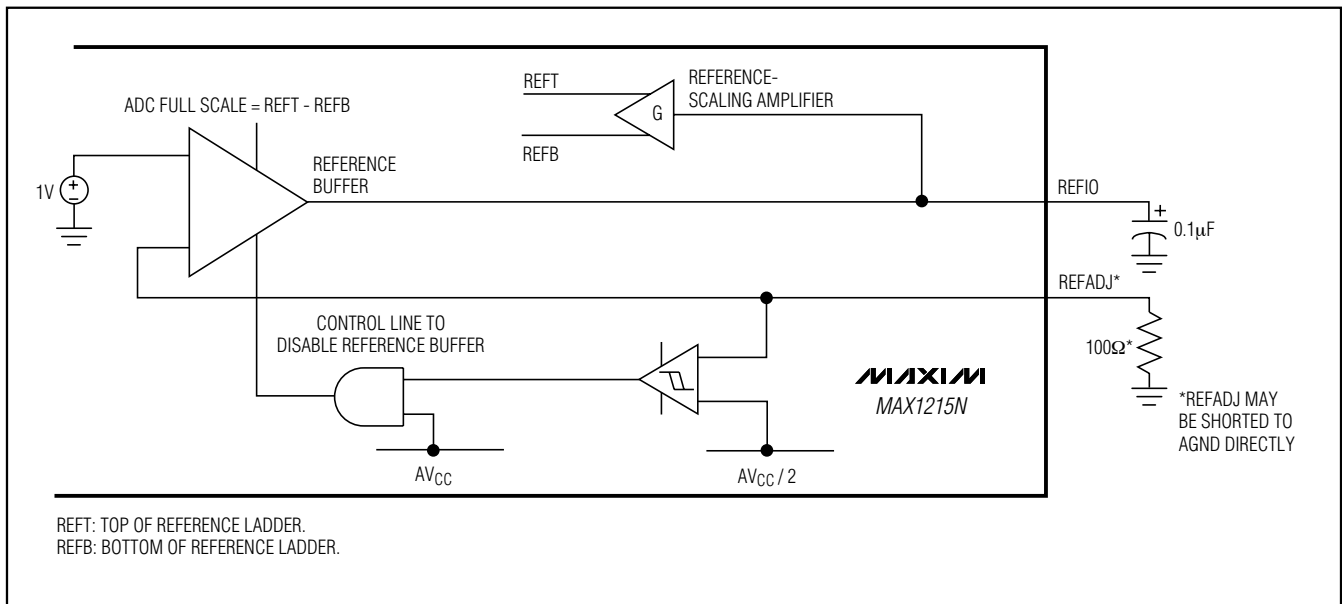 REFT
REFERENCE-
SCALING AMPLIFIER
G
REFB
ADC FULL SCALE = REFT - REFB
REFERENCE
BUFFER
1V
+
−
REFIO
+
0.1µF
REFADJ*
CONTROL LINE TO
DISABLE REFERENCE BUFFER
100Ω*
MAXIM
MAX1215N
*REFADJ MAY
BE SHORTED TO
AGND DIRECTLY
AVCC
AVCC / 2
REFT: TOP OF REFERENCE LADDER.
REFB: BOTTOM OF REFERENCE LADDER.